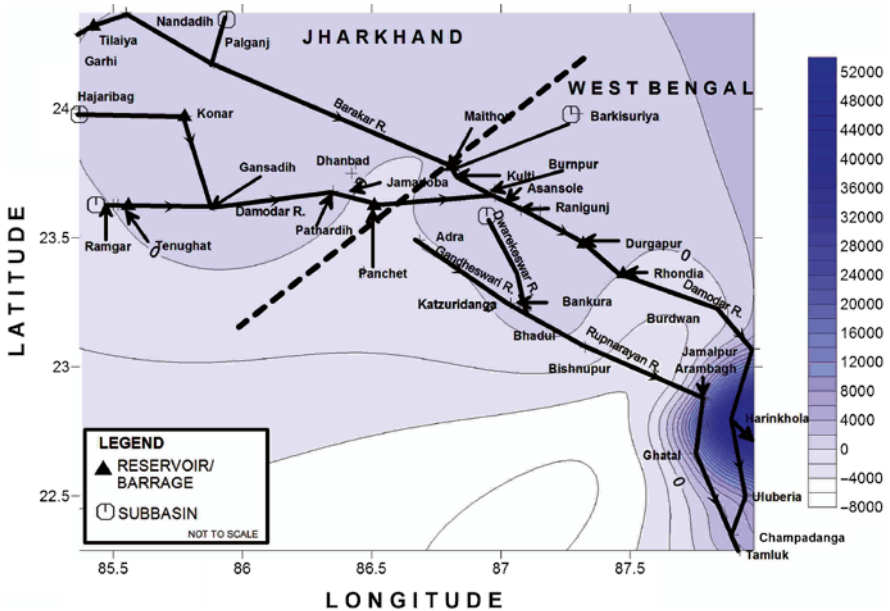 Nandadih
Tilaiya
Palganj
JHARKHAND
Garhi
WEST BENGAL
Hajaribag
24
Konar
Barakar R.
Maithon
Barkisuriya
Dhanbad
Gansadih
Jamadoba
Kulti
Burnpur
Asansole
Damodar R.
Ranigunj
Ramgar
Tenughat
Pathardih
23.5
Adra
Dwarekeswar R.
Durgapur
0
0
Panchet
Gandheswari R.
Rhondia
Katzuridanga
Bankura
Damodar R.
Bhadul
Burdwan
Rupnarayan R.
23
Bishnupur
Jamalpur
Arambagh
Harinkhola
Ghatal
0
22.5
Uluberia
Champadanga
Tamluk
LEGEND
RESERVOIR/
BARRAGE
SUBBASIN
NOT TO SCALE
85.5 86 86.5 87 87.5
LATITUDE
LONGITUDE
52000
48000
44000
40000
36000
32000
28000
24000
20000
16000
12000
8000
4000
0
-4000
-8000